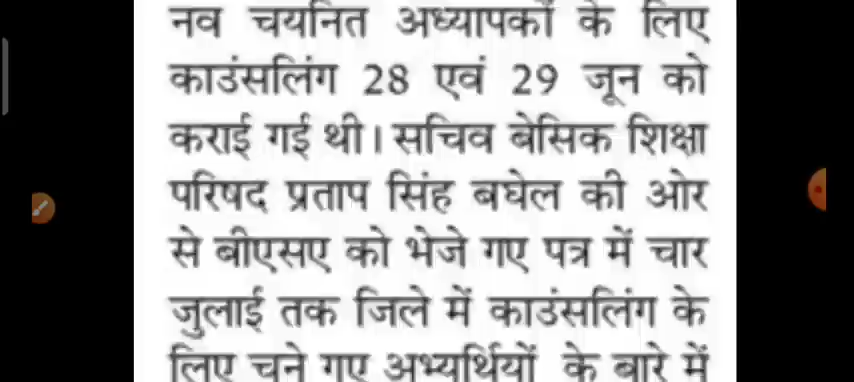 नव चयनित अध्यापकों के लिए
काउंसलिंग 28 एवं 29 जून को
कराई गई थी। सचिव बेसिक शिक्षा
परिषद प्रताप सिंह बघेल की ओर
से बीएसए को भेजे गए पत्र में चार
जुलाई तक जिले में काउंसलिंग के
लिए चुने गए अभ्यर्थियों के बारे में